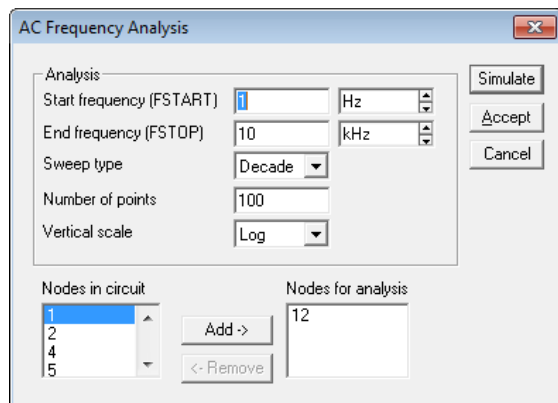 AC Frequency Analysis
Analysis
Start frequency (FSTART) 1 Hz
End frequency (FSTOP) 10 kHz
Sweep type Decade
Number of points 100
Vertical scale Log
Simulate
Accept
Cancel
Nodes in circuit
1
2
4
5
Add ->
<- Remove
Nodes for analysis
12